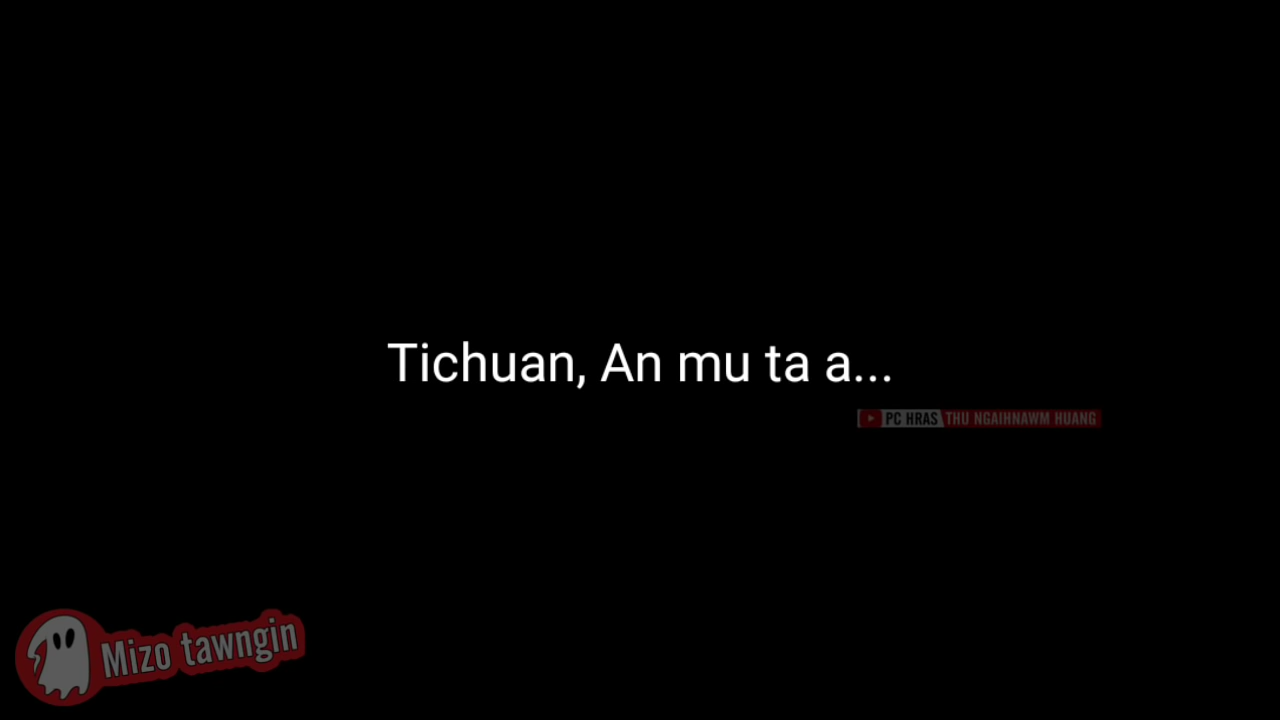 Tichuan, An mu ta a...
PC HRAS THU NGAIHNAWM HUANG
Mizo tawngin